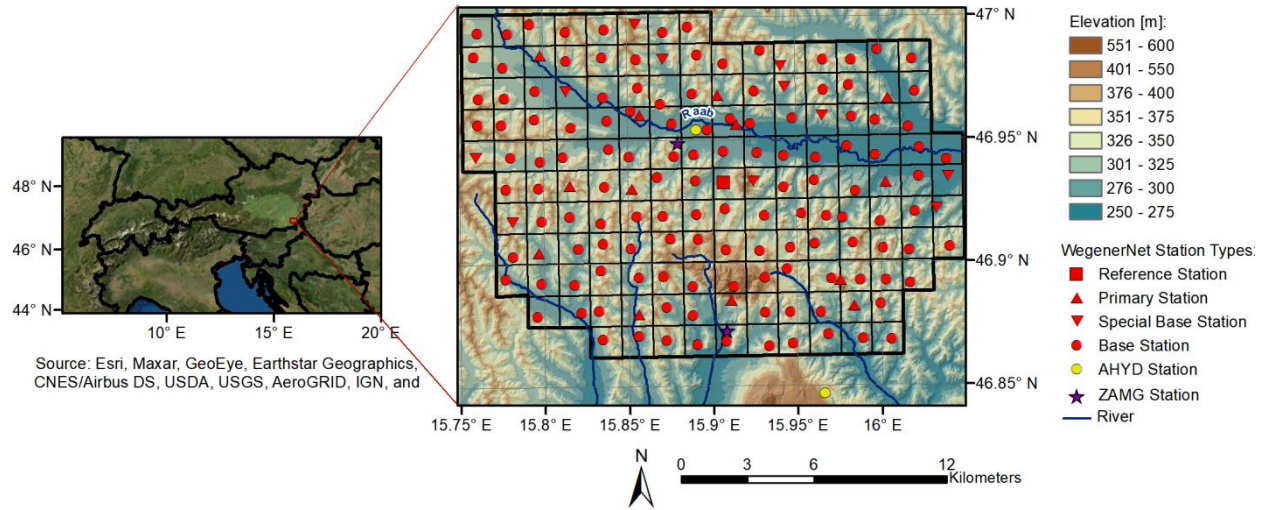 48° N
46° N
44° N
10° E
15° E
20° E
Source: Esri, Maxar, GeoEye, Earthstar Geographics,
CNES/Airbus DS, USDA, USGS, AeroGRID, IGN, and
Raab
47° N
46.95° N
46.9° N
46.85° N
15.75° E
15.8° E
15.85° E
15.9° E
15.95° E
16° E
N
0
3
6
12
Kilometers
Elevation [m]:
551 - 600
401 - 550
376 - 400
351 - 375
326 - 350
301 - 325
276 - 300
250 - 275
WegenerNet Station Types:
Reference Station
Primary Station
Special Base Station
Base Station
AHYD Station
ZAMG Station
River